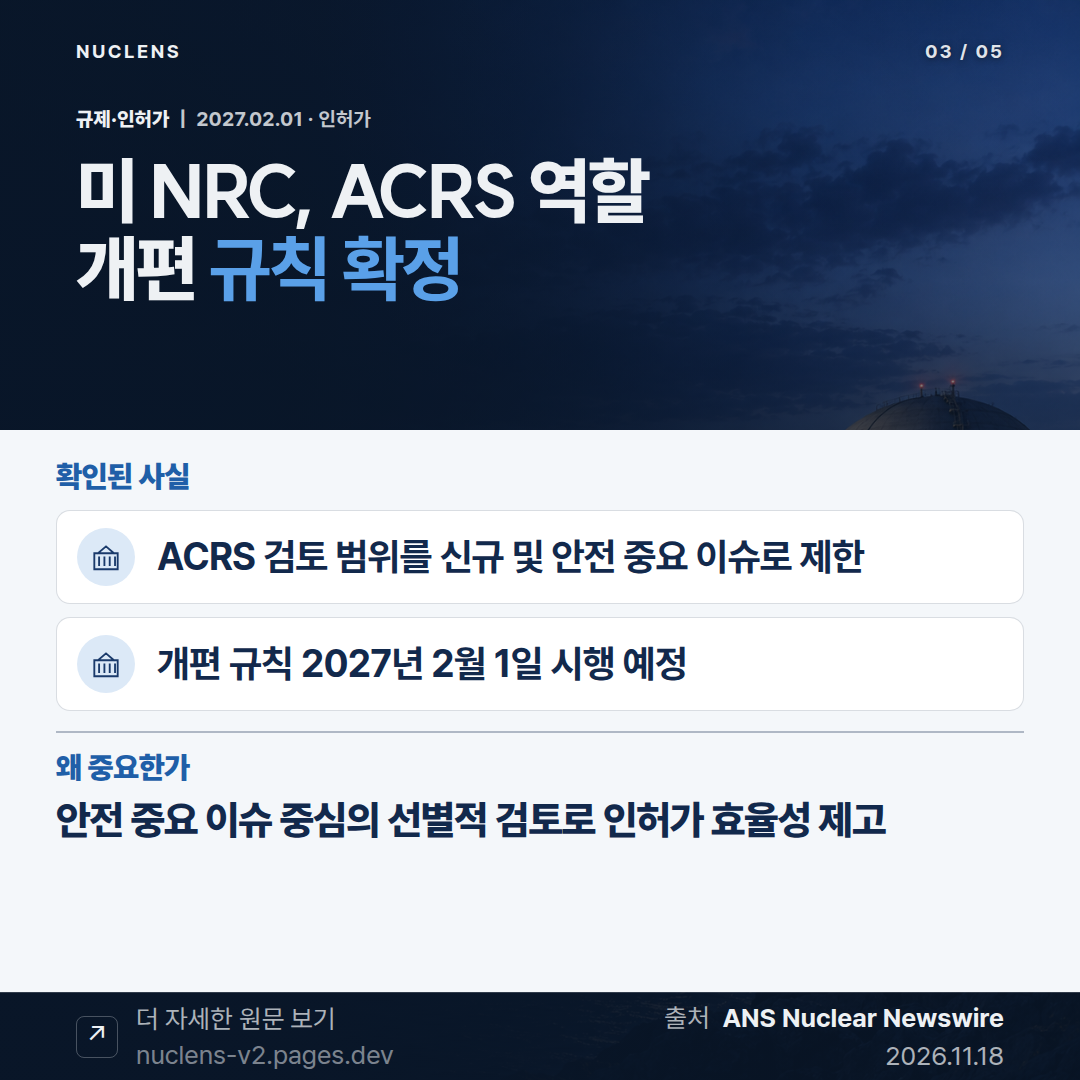 NUCLENS
03 / 05
규제·인허가 | 2027.02.01 · 인허가
미 NRC, ACRS 역할
개편 규칙 확정
확인된 사실
ACRS 검토 범위를 신규 및 안전 중요 이슈로 제한
개편 규칙 2027년 2월 1일 시행 예정
왜 중요한가
안전 중요 이슈 중심의 선별적 검토로 인허가 효율성 제고
더 자세한 원문 보기
nuclens-v2.pages.dev
출처 ANS Nuclear Newswire
2026.11.18